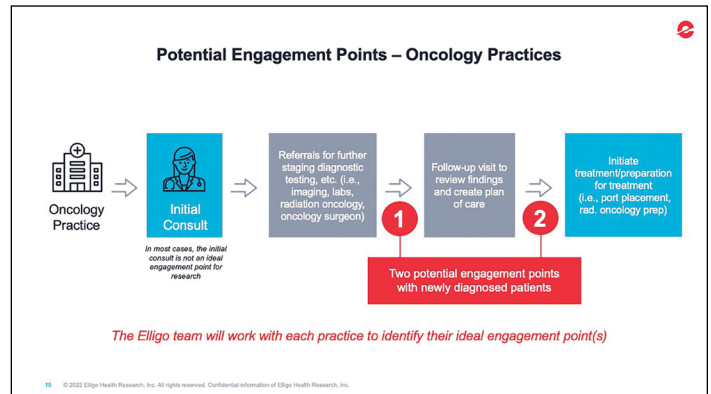 Potential Engagement Points – Oncology Practices
Oncology
Practice
Initial
Consult
In most cases, the initial
consult is not an ideal
engagement point for
research
Referrals for further
staging diagnostic
testing, etc. (i.e.,
imaging, labs,
radiation oncology,
oncology surgeon)
1
Follow-up visit to
review findings
and create plan
of care
2
Initiate
treatment/preparation
for treatment
(i.e., port placement,
rad. oncology prep)
Two potential engagement points
with newly diagnosed patients
The Elligo team will work with each practice to identify their ideal engagement point(s)
15 © 2022 Elligo Health Research, Inc. All rights reserved. Confidential information of Elligo Health Research, Inc.